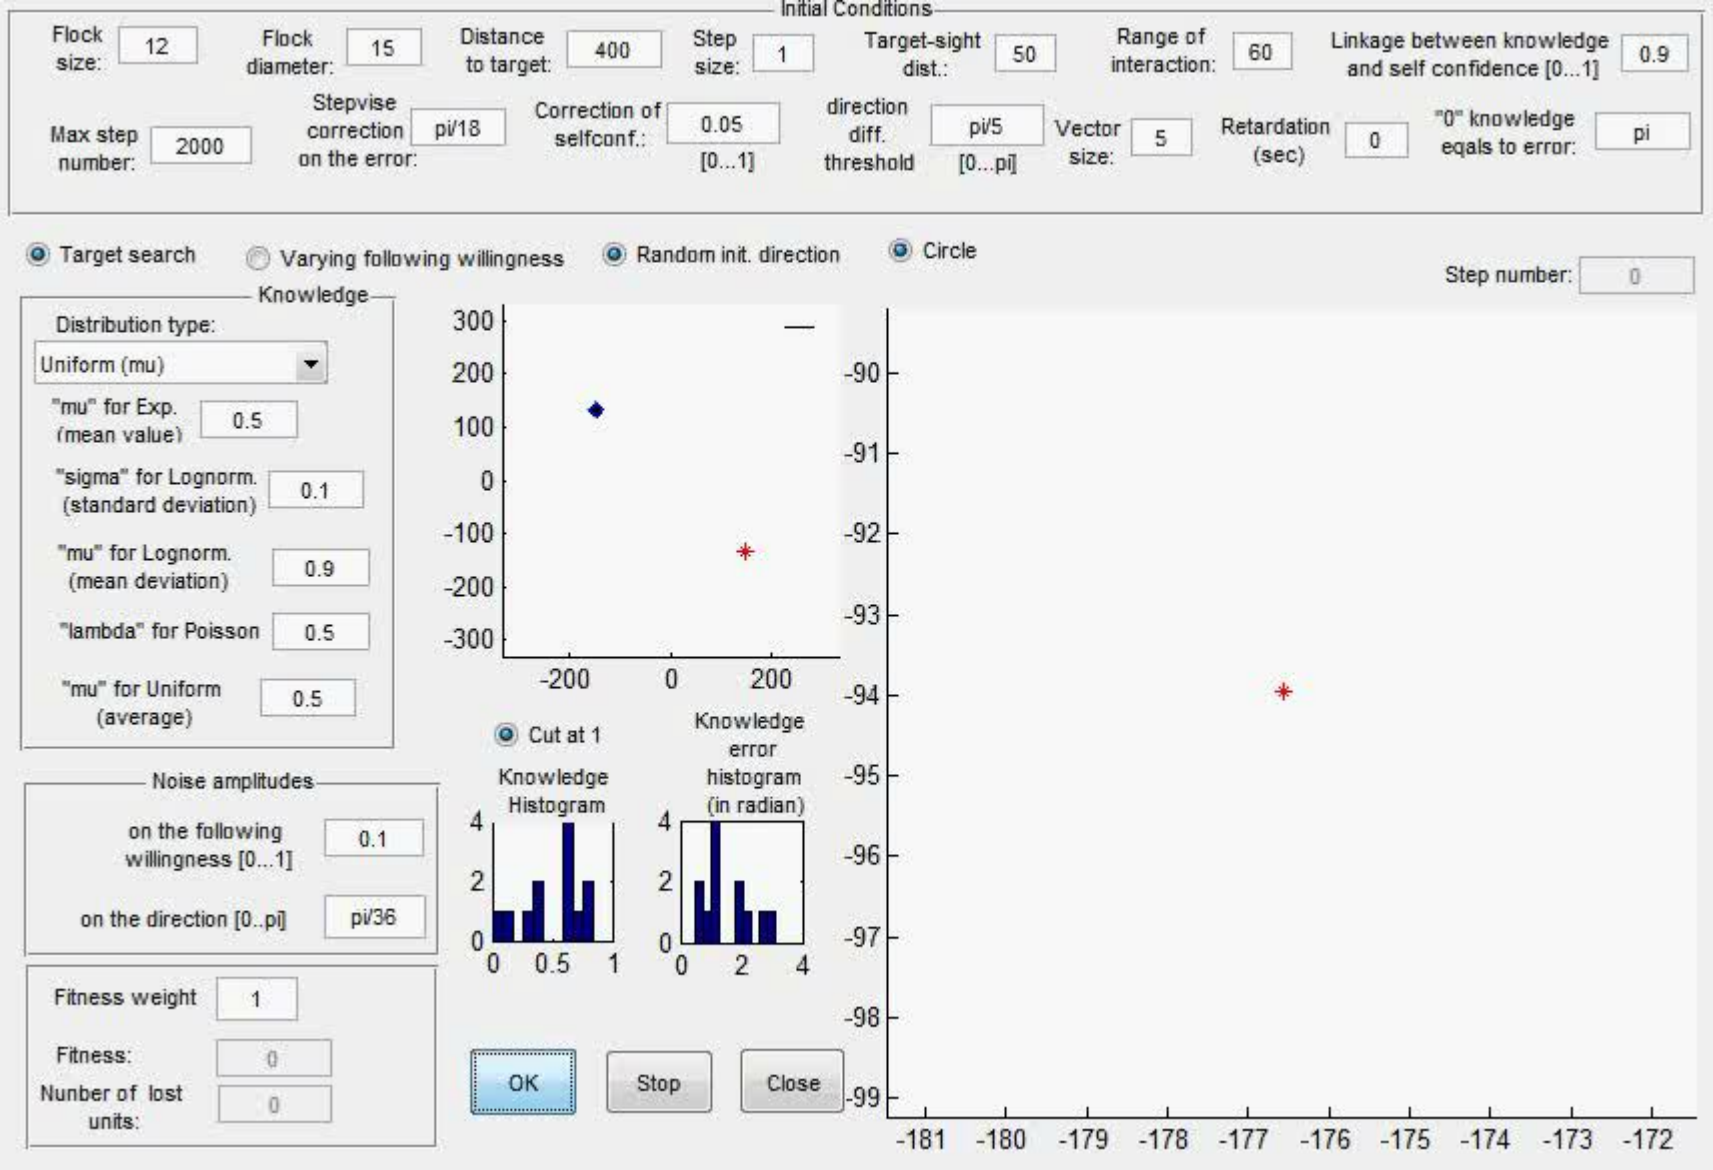 Initial Conditions
Flock size: 12
Flock diameter: 15
Distance to target: 400
Step size: 1
Target-sight dist.: 50
Range of interaction: 60
Linkage between knowledge and self confidence [0...1] 0.9
Max step number: 2000
Stepvise correction on the error: pi/18
Correction of selfconf.: 0.05 [0...1]
direction diff. threshold pi/5 [0...pi]
Vector size: 5
Retardation (sec) 0
"0" knowledge eqals to error: pi
Target search
Varying following willingness
Random init. direction
Circle
Step number: 0
Knowledge
Distribution type:
Uniform (mu)
"mu" for Exp. (mean value) 0.5
"sigma" for Lognorm. (standard deviation) 0.1
"mu" for Lognorm. (mean deviation) 0.9
"lambda" for Poisson 0.5
"mu" for Uniform (average) 0.5
300
200
100
0
-100
-200
-300
-200 0 200
Cut at 1
Knowledge Histogram
4
2
0
0 0.5 1
Knowledge error histogram (in radian)
4
2
0
0 2 4
Noise amplitudes
on the following willingness [0...1] 0.1
on the direction [0..pi] pi/36
Fitness weight 1
Fitness: 0
Nunber of lost units: 0
OK
Stop
Close
-90
-91
-92
-93
-94
-95
-96
-97
-98
-99
-181 -180 -179 -178 -177 -176 -175 -174 -173 -172